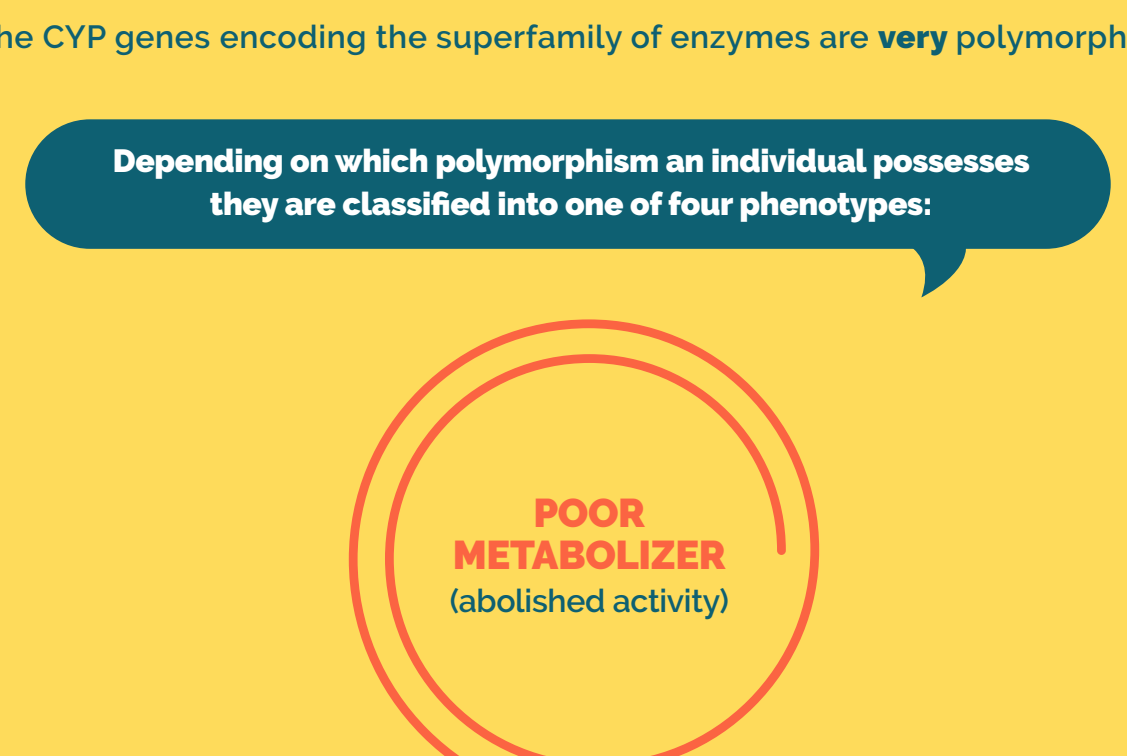 he CYP genes encoding the superfamily of enzymes are very polymorph
Depending on which polymorphism an individual possesses
they are classified into one of four phenotypes:
POOR
METABOLIZER
(abolished activity)